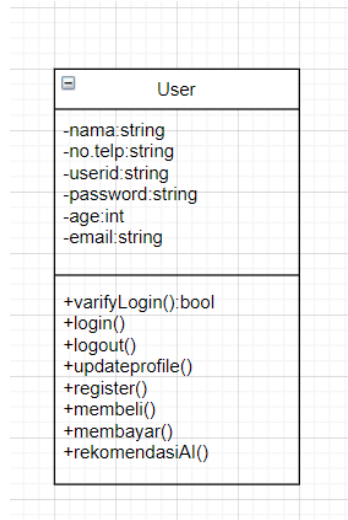 User
-nama:string
-no.telp:string
-userid:string
-password:string
-age:int
-email:string
+varifyLogin():bool
+login()
+logout()
+updateprofile()
+register()
+membeli()
+membayar()
+rekomendasiAI()